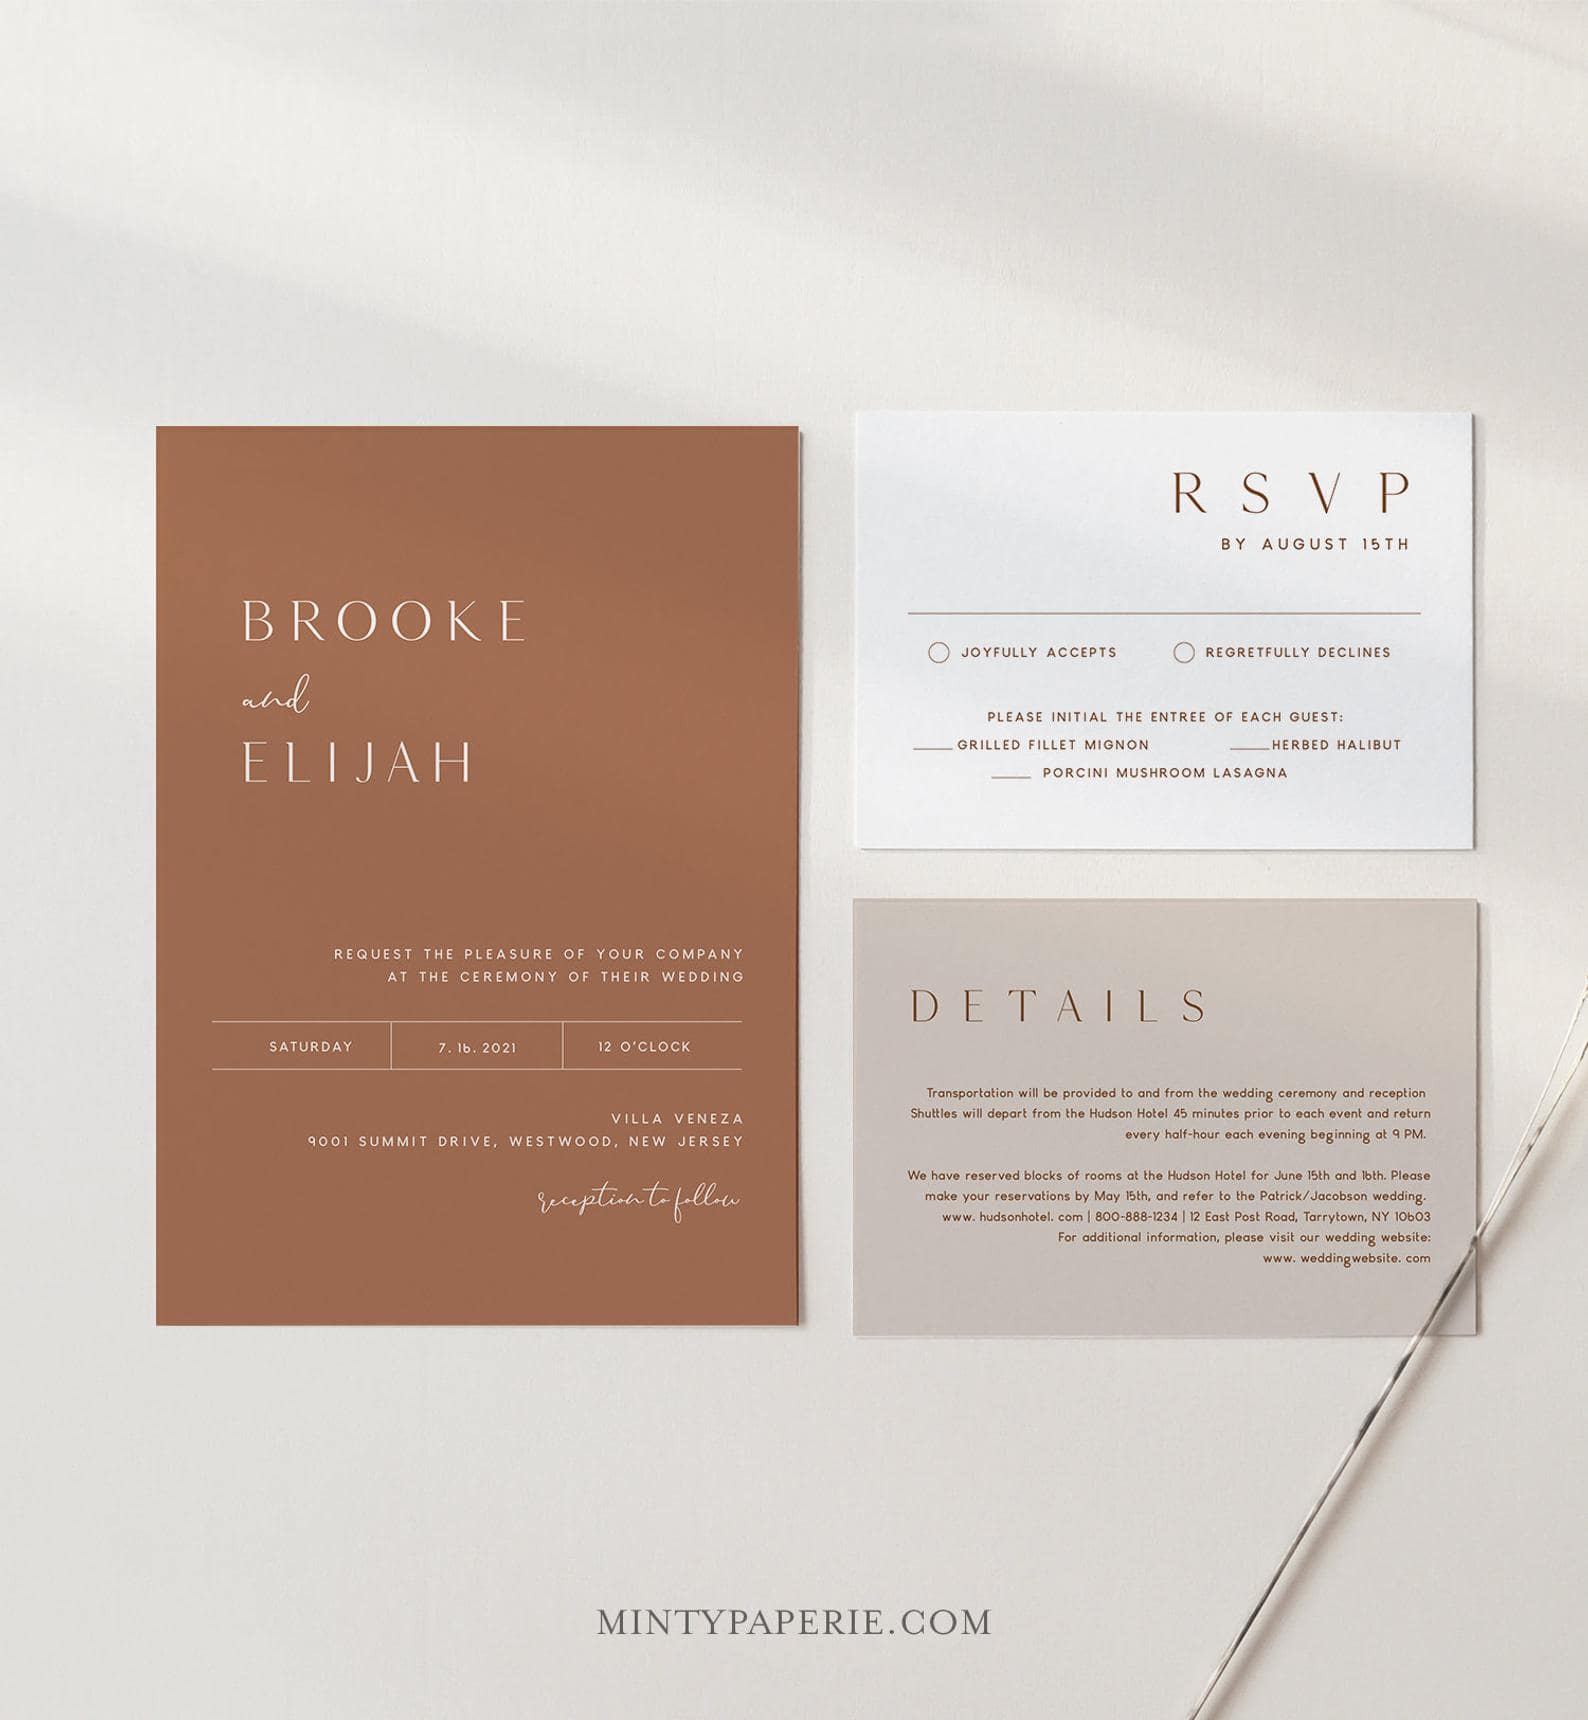 BROOKE
and
ELIJAH
REQUEST THE PLEASURE OF YOUR COMPANY
AT THE CEREMONY OF THEIR WEDDING
SATURDAY 7. 16. 2021 12 O'CLOCK
VILLA VENEZA
9001 SUMMIT DRIVE, WESTWOOD, NEW JERSEY
reception to follow
RSVP
BY AUGUST 15TH
JOYFULLY ACCEPTS REGRETFULLY DECLINES
PLEASE INITIAL THE ENTREE OF EACH GUEST:
GRILLED FILLET MIGNON HERBED HALIBUT
PORCINI MUSHROOM LASAGNA
DETAILS
Transportation will be provided to and from the wedding ceremony and reception
Shuttles will depart from the Hudson Hotel 45 minutes prior to each event and return
every half-hour each evening beginning at 9 PM.
We have reserved blocks of rooms at the Hudson Hotel for June 15th and 16th. Please
make your reservations by May 15th, and refer to the Patrick/Jacobson wedding.
www. hudsonhotel. com | 800-888-1234 | 12 East Post Road, Tarrytown, NY 10603
For additional information, please visit our wedding website:
www. weddingwebsite. com
MINTYPAPERIE.COM